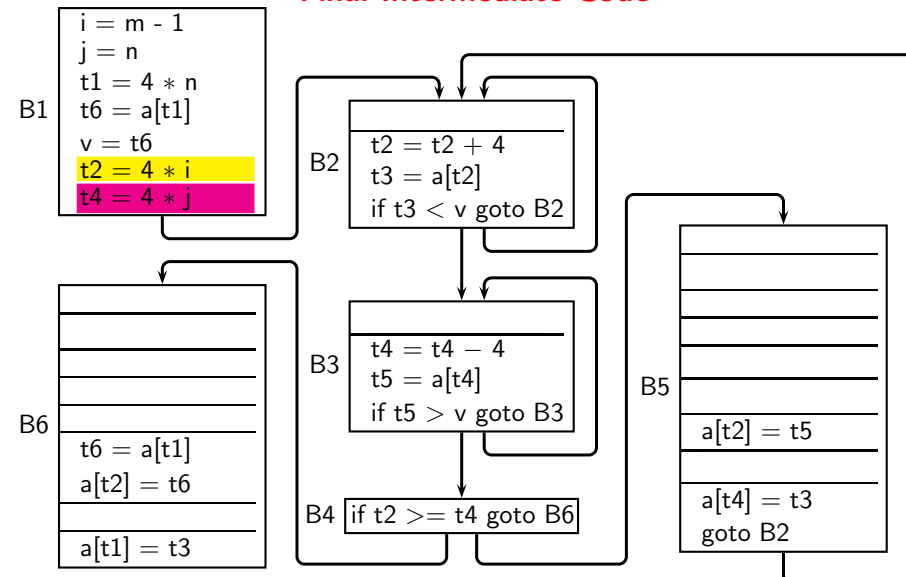 Final Intermediate Code
B1
i = m - 1
j = n
t1 = 4 ∗ n
t6 = a[t1]
v = t6
t2 = 4 ∗ i
t4 = 4 ∗ j
B2
t2 = t2 + 4
t3 = a[t2]
if t3 < v goto B2
B3
t4 = t4 − 4
t5 = a[t4]
if t5 > v goto B3
B4
if t2 >= t4 goto B6
B5
a[t2] = t5
a[t4] = t3
goto B2
B6
t6 = a[t1]
a[t2] = t6
a[t1] = t3